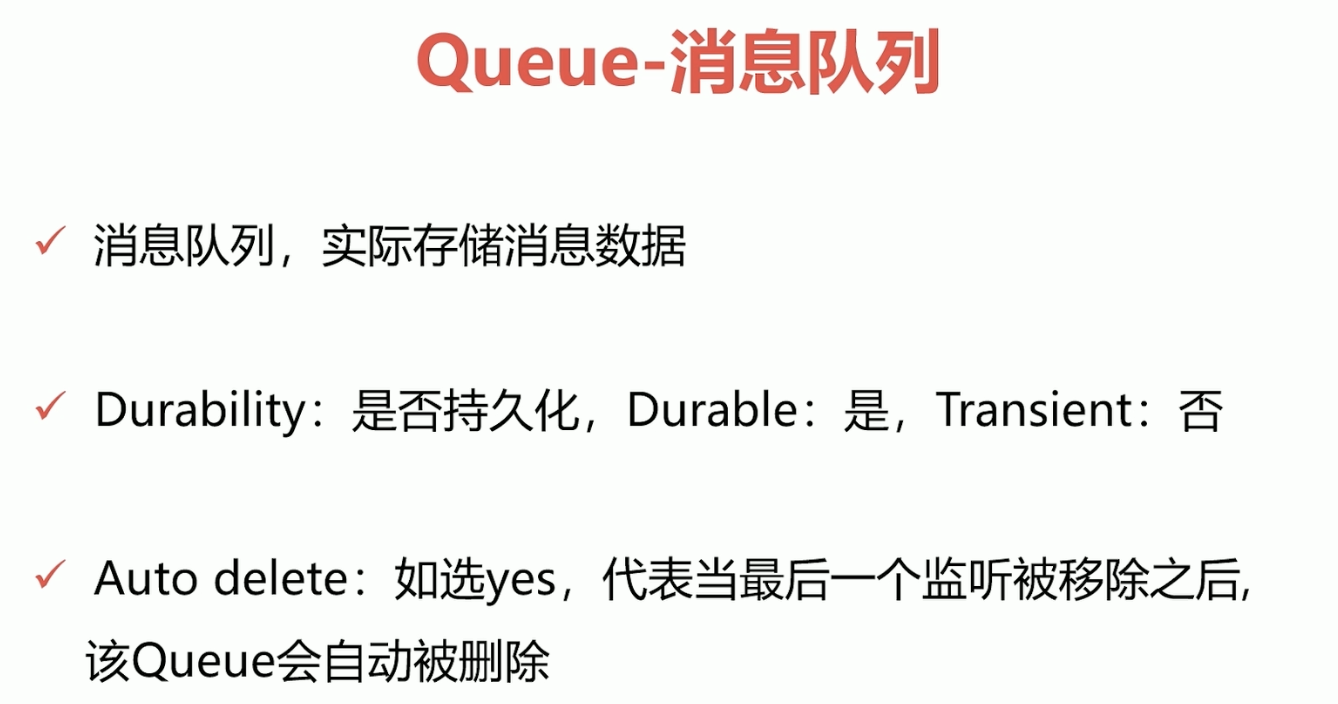 Queue-消息队列
消息队列，实际存储消息数据
Durability：是否持久化，Durable：是，Transient：否
Auto delete：如选yes，代表当最后一个监听被移除之后,
该Queue会自动被删除